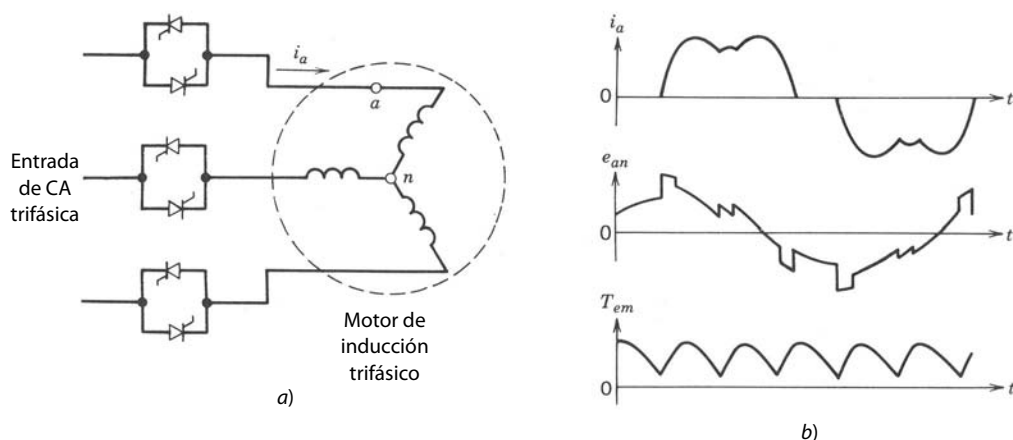 Entrada
de CA
trifásica
i_a
a
n
Motor de
inducción
trifásico
a)
i_a
0
t
e_an
0
t
T_em
0
t
b)